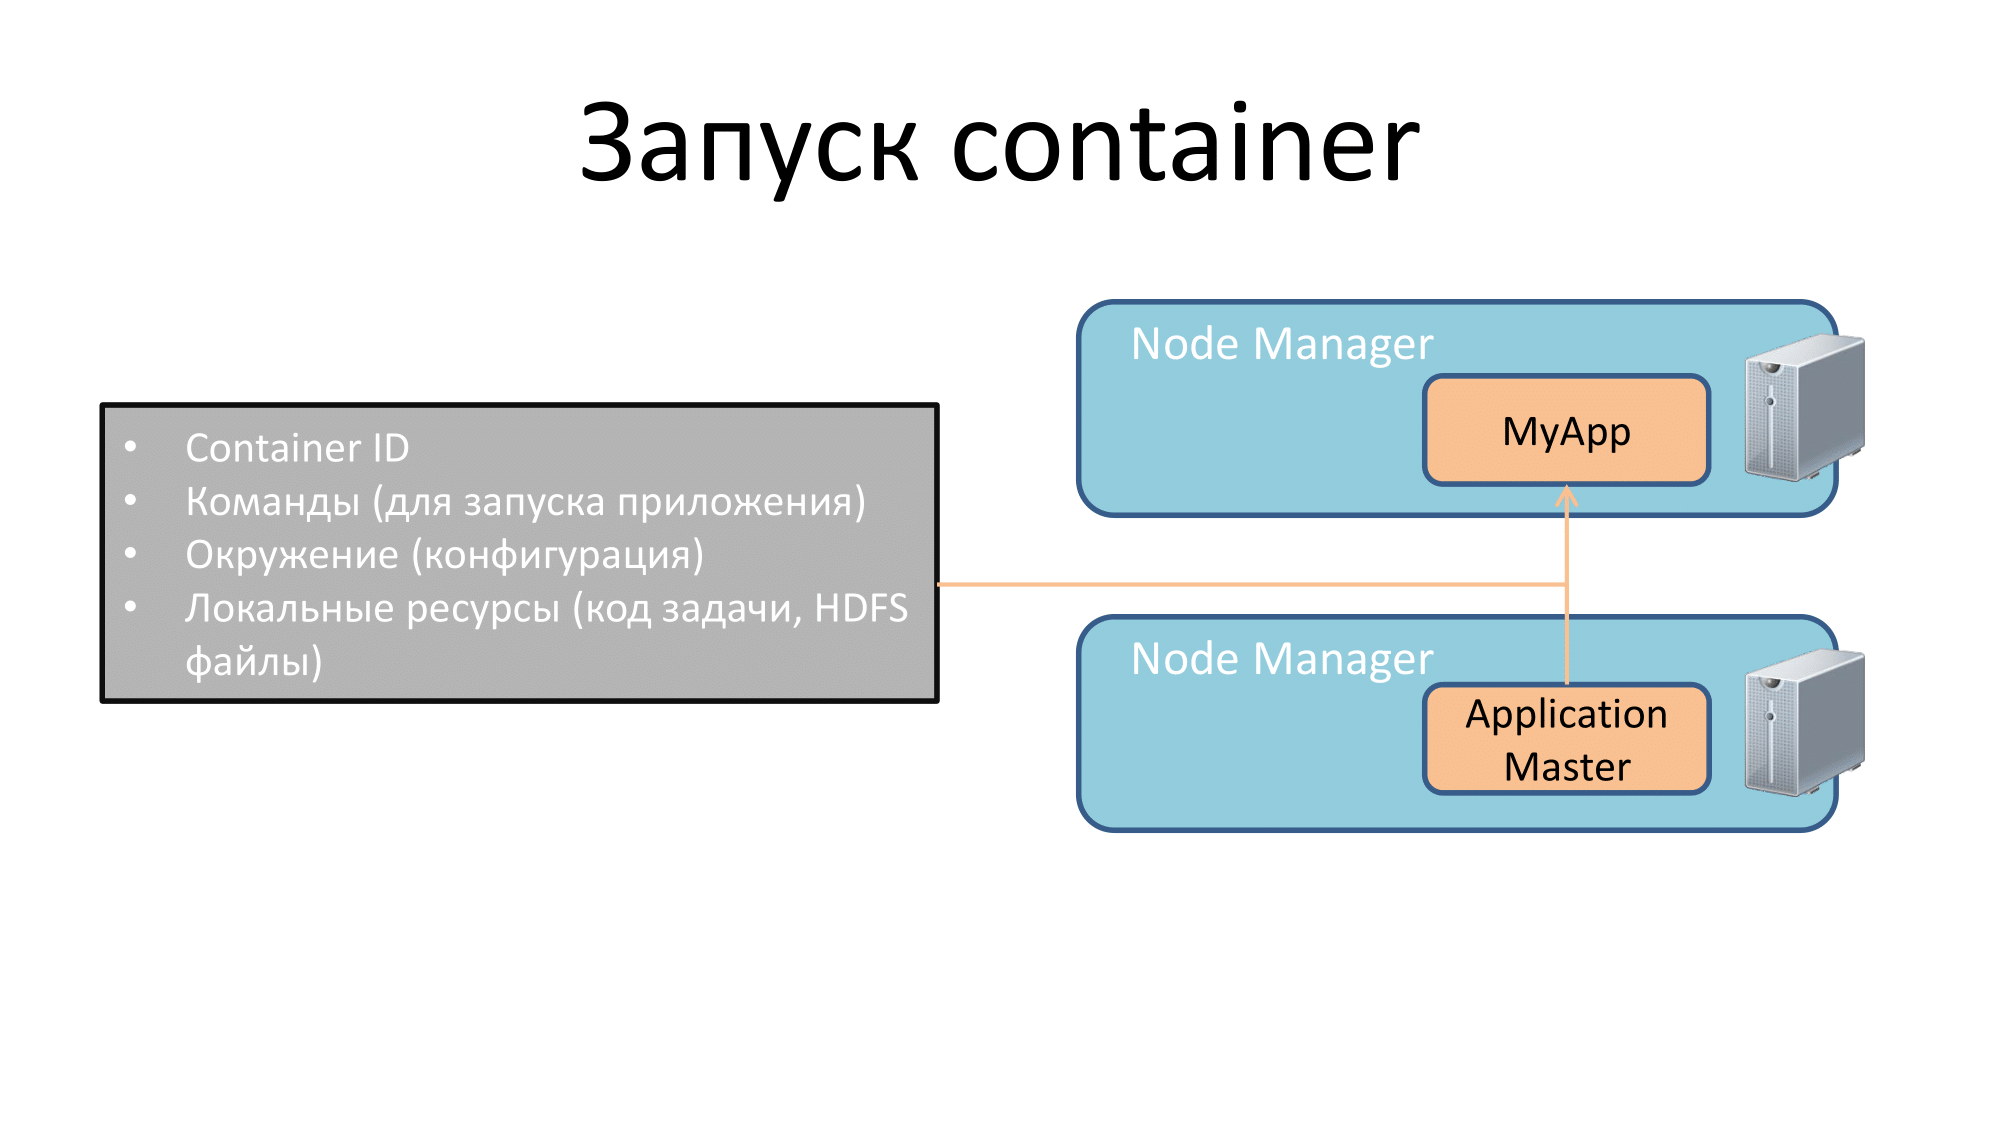 Запуск container
• Container ID
• Команды (для запуска приложения)
• Окружение (конфигурация)
• Локальные ресурсы (код задачи, HDFS
файлы)
Node Manager
MyApp
Node Manager
Application
Master